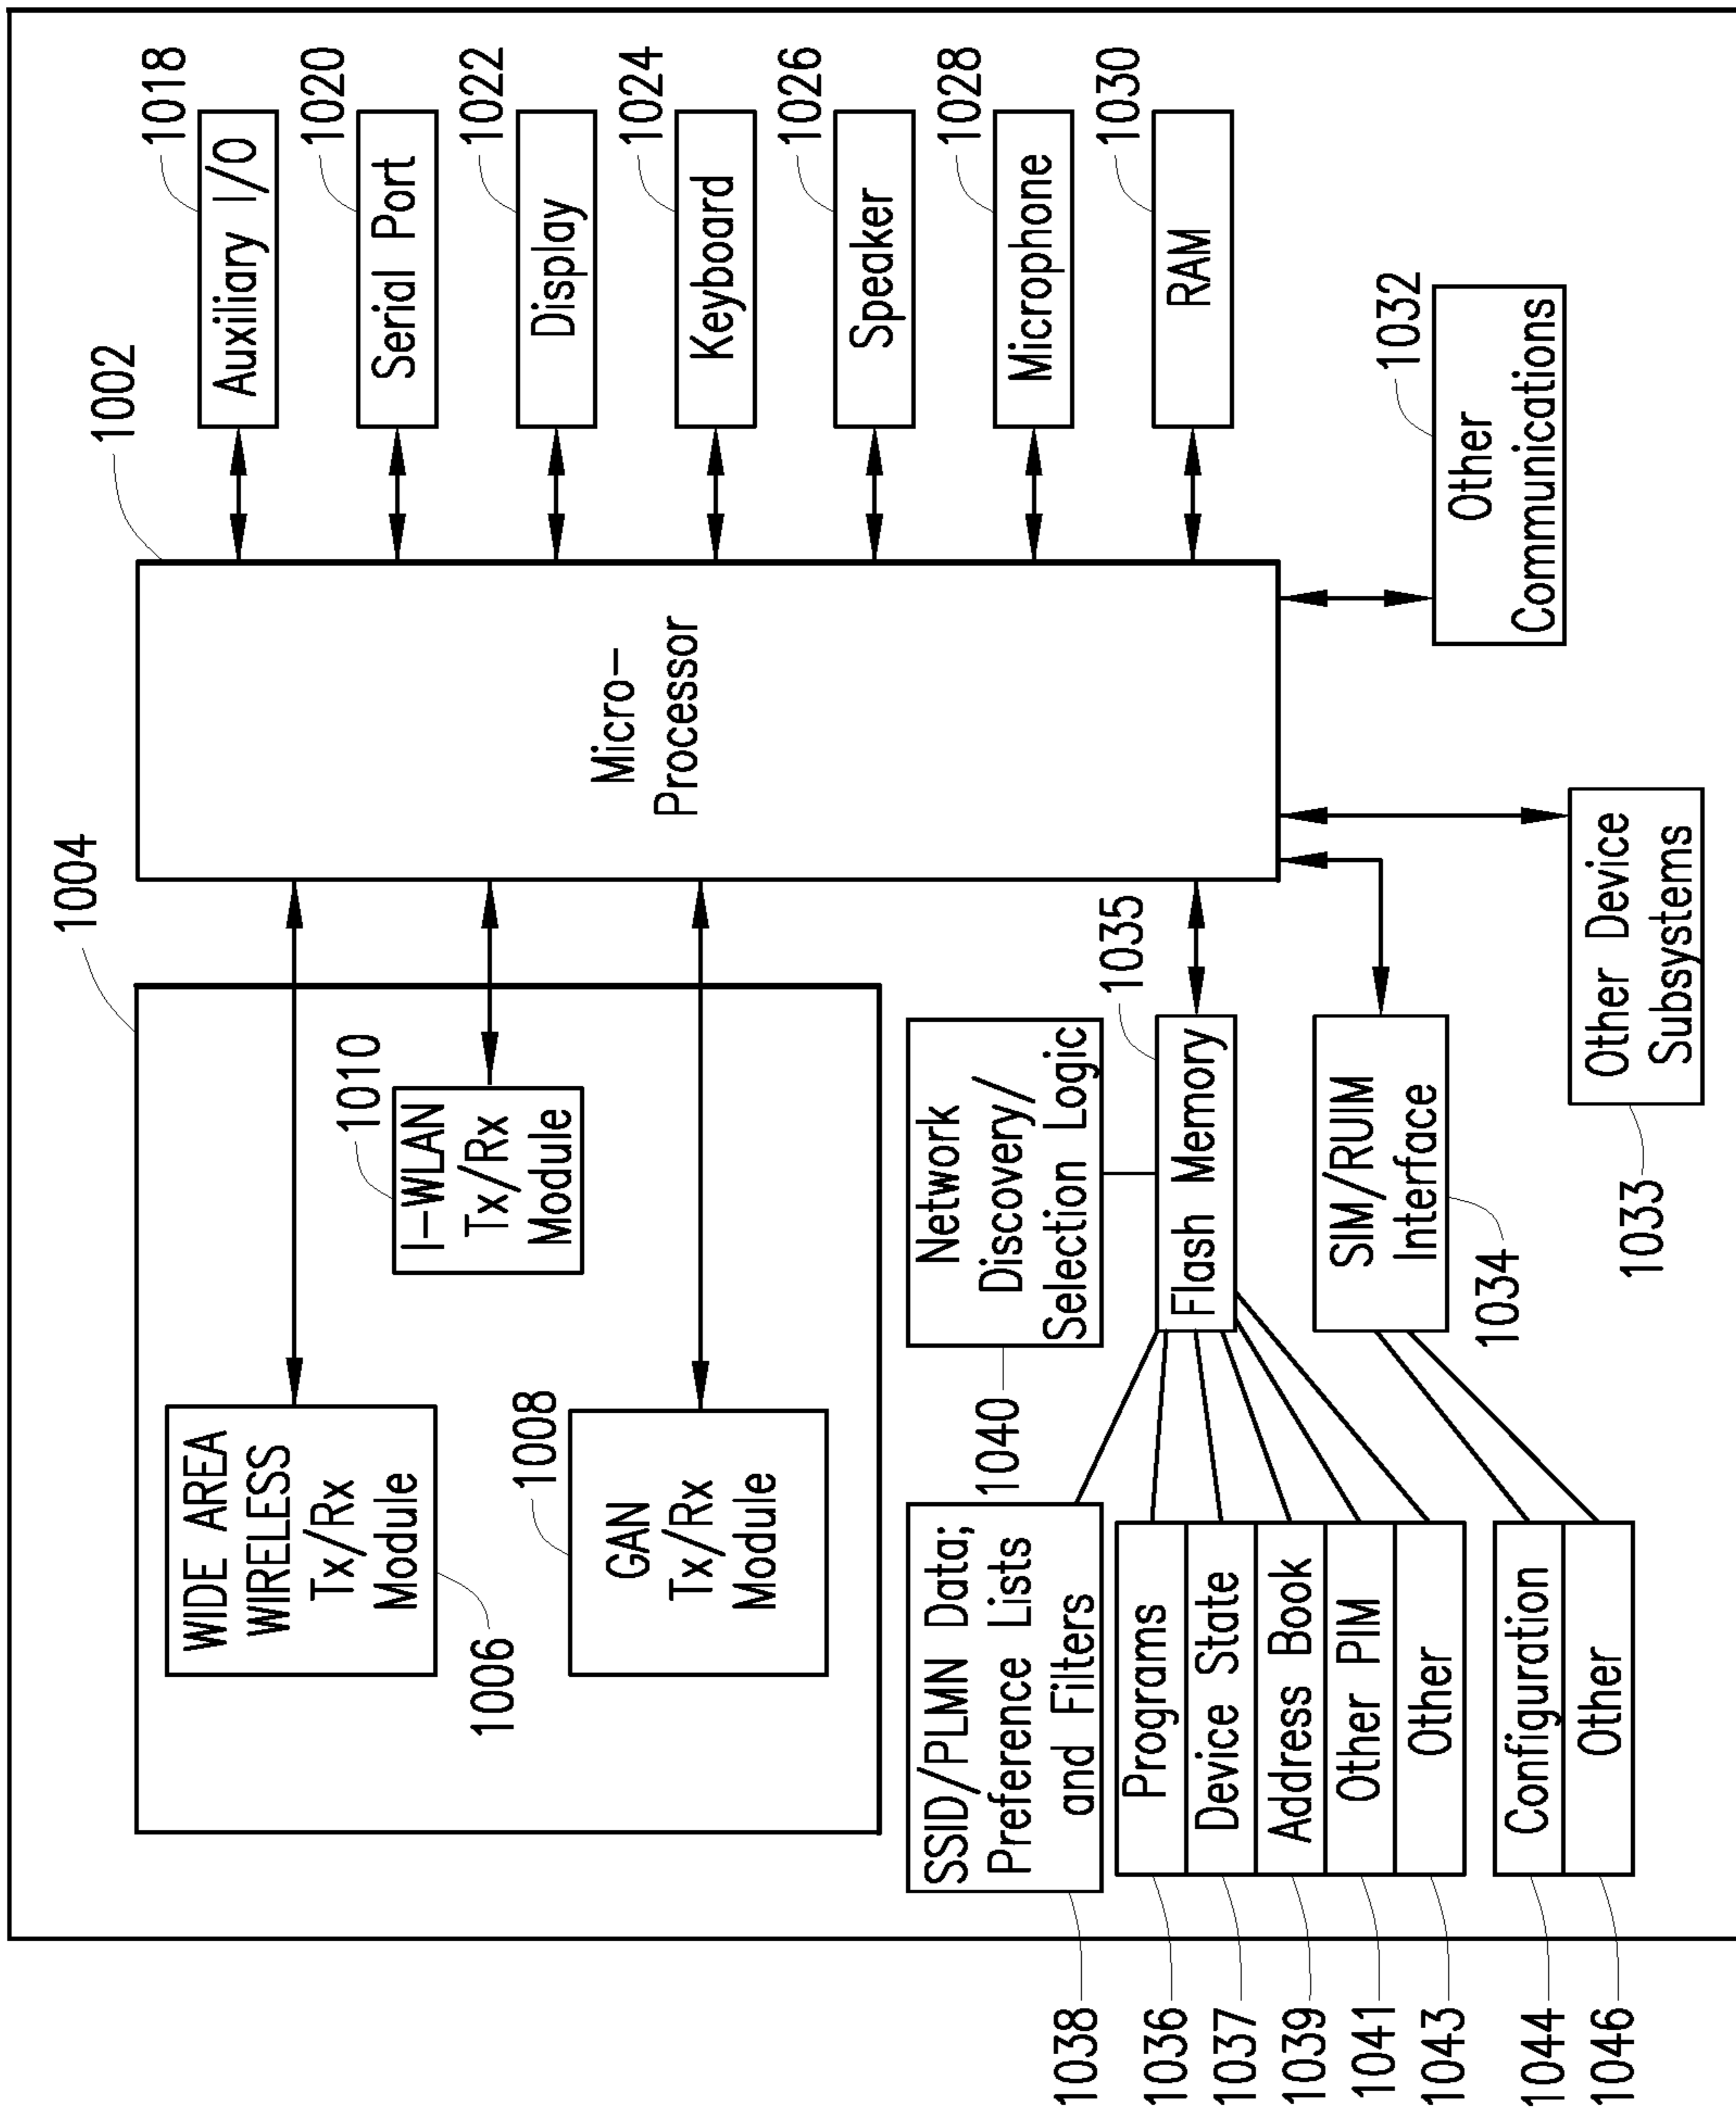 1004
WIDE AREA
WIRELESS
Tx/Rx
Module
1006
I-WLAN
Tx/Rx
Module
1010
GAN
Tx/Rx
Module
1008
1002
Micro-
Processor
Auxiliary I/O
1018
Serial Port
1020
Display
1022
Keyboard
1024
Speaker
1026
Microphone
1028
RAM
1030
Other
Communications
1032
Other Device
Subsystems
1033
SIM/RUIM
Interface
1034
Flash Memory
1035
Network
Discovery/
Selection Logic
1040
1038
SSID/PLMN Data;
Preference Lists
and Filters
1036
Programs
1037
Device State
1039
Address Book
1041
Other PIM
1043
Other
1044
Configuration
1046
Other